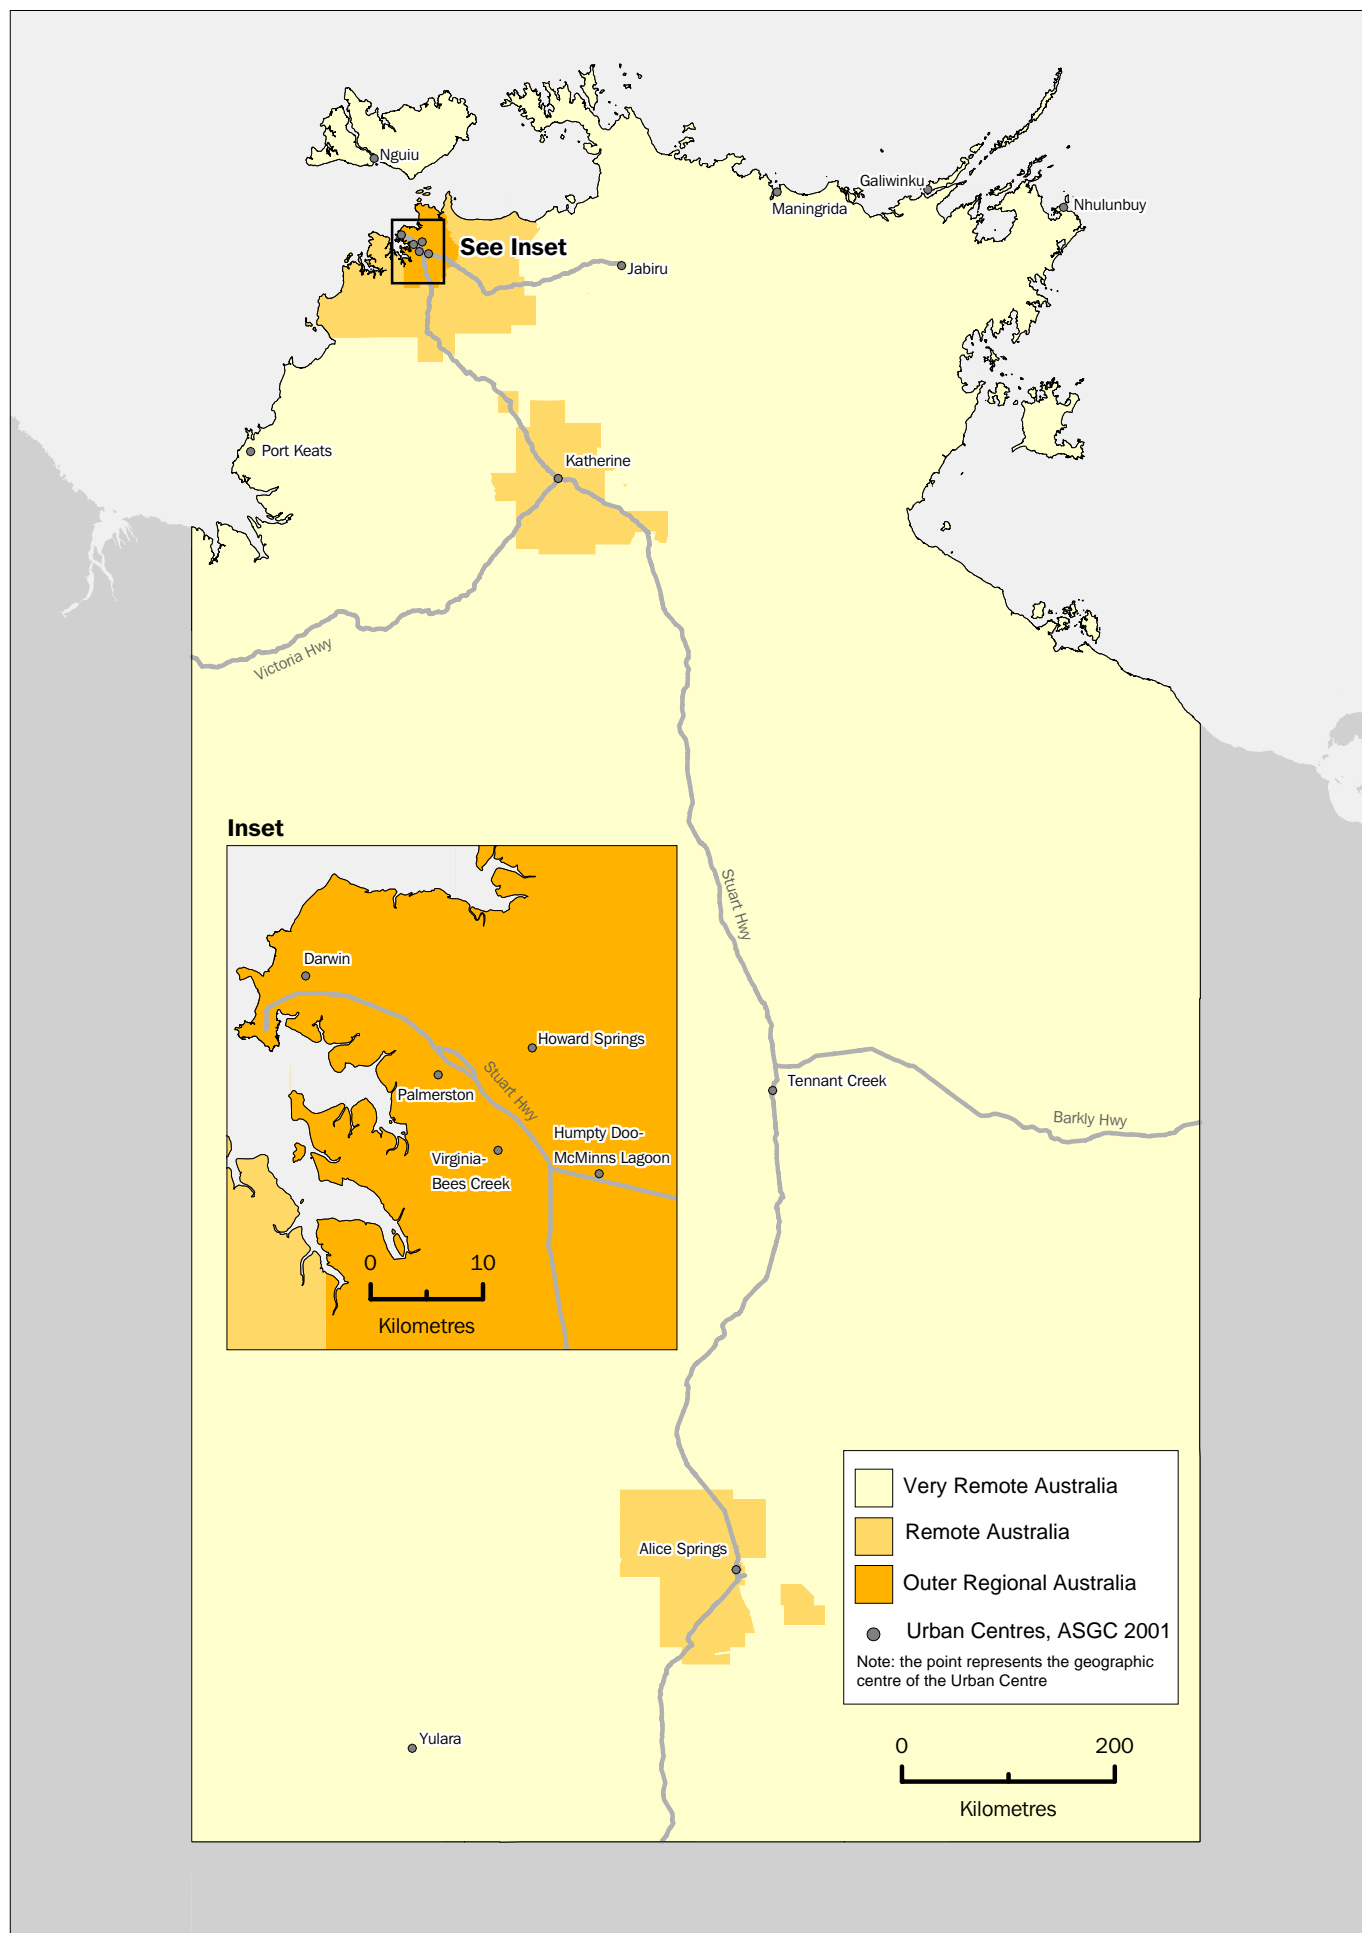 Nguiu
Galiwinku
Maningrida
Nhulunbuy
See Inset
Jabiru
Port Keats
Katherine
Victoria Hwy
Inset
Stuart Hwy
Darwin
Howard Springs
Stuart Hwy
Palmerston
Humpty Doo-
McMinns Lagoon
Virginia-
Bees Creek
0 10
Kilometres
Tennant Creek
Barkly Hwy
Very Remote Australia
Remote Australia
Alice Springs
Outer Regional Australia
Urban Centres, ASGC 2001
Note: the point represents the geographic
centre of the Urban Centre
Yulara
0 200
Kilometres